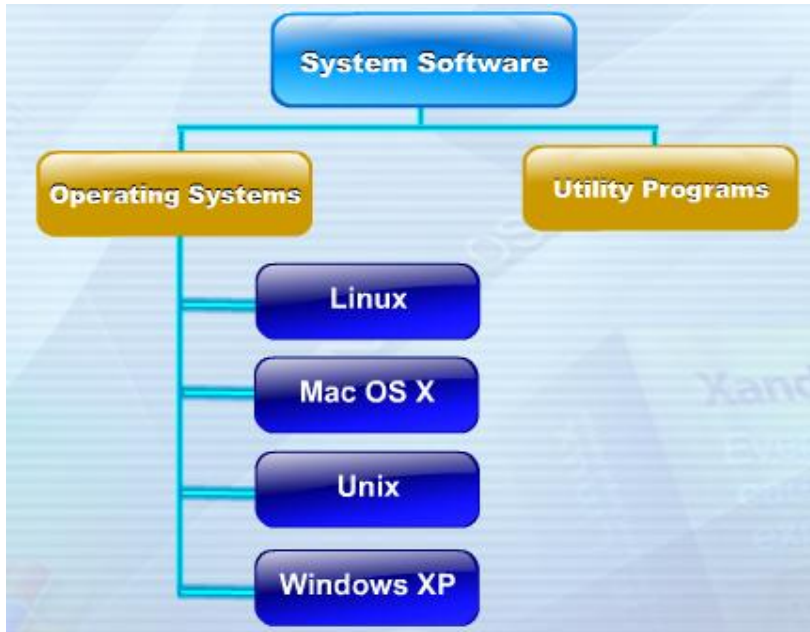 System Software
Operating Systems
Utility Programs
Linux
Mac OS X
Unix
Windows XP